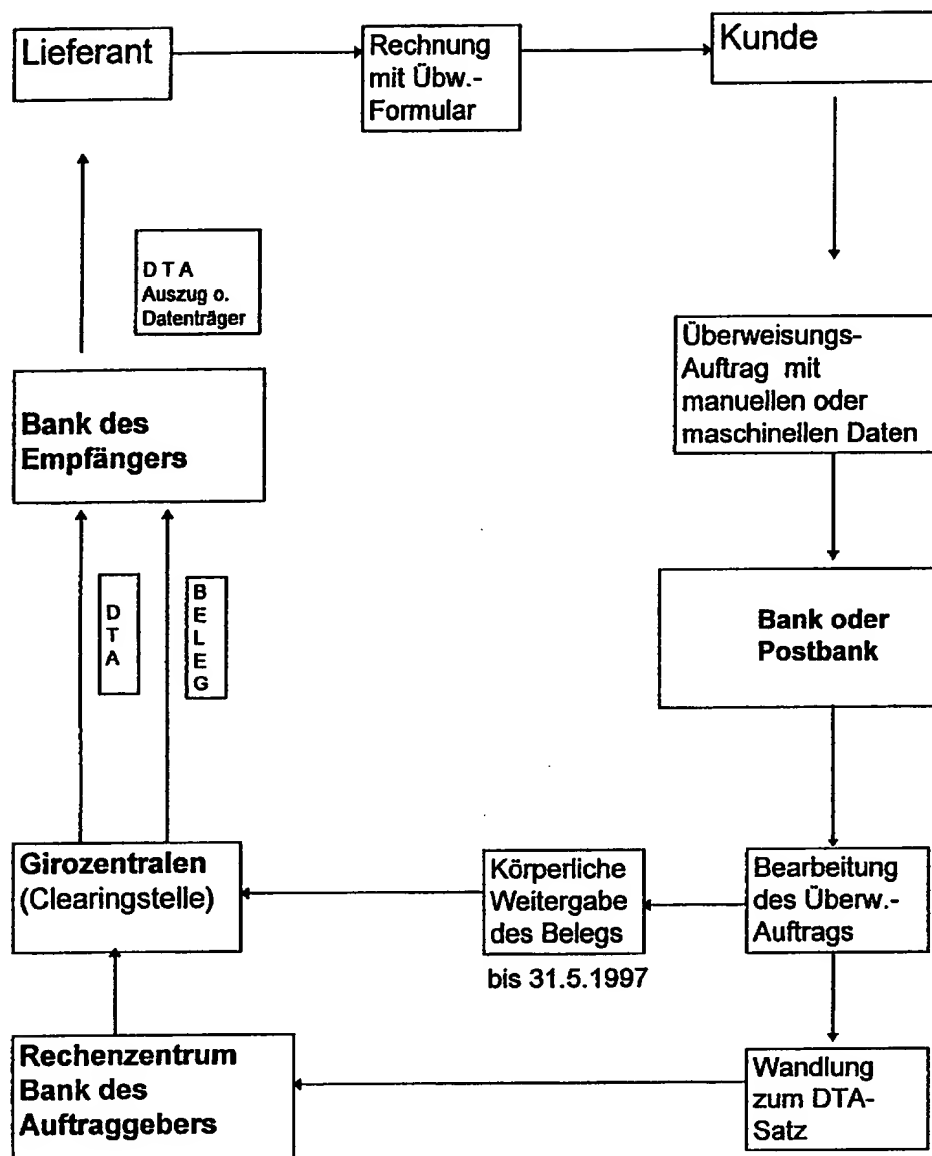 Lieferant
Rechnung
mit Übw.-
Formular
Kunde
D T A
Auszug o.
Datenträger
Überweisungs-
Auftrag mit
manuellen oder
maschinellen Daten
Bank des
Empfängers
D
T
A
B
E
L
E
G
Bank oder
Postbank
Girozentralen
(Clearingstelle)
Körperliche
Weitergabe
des Belegs
bis 31.5.1997
Bearbeitung
des Überw.-
Auftrags
Rechenzentrum
Bank des
Auftraggebers
Wandlung
zum DTA-
Satz